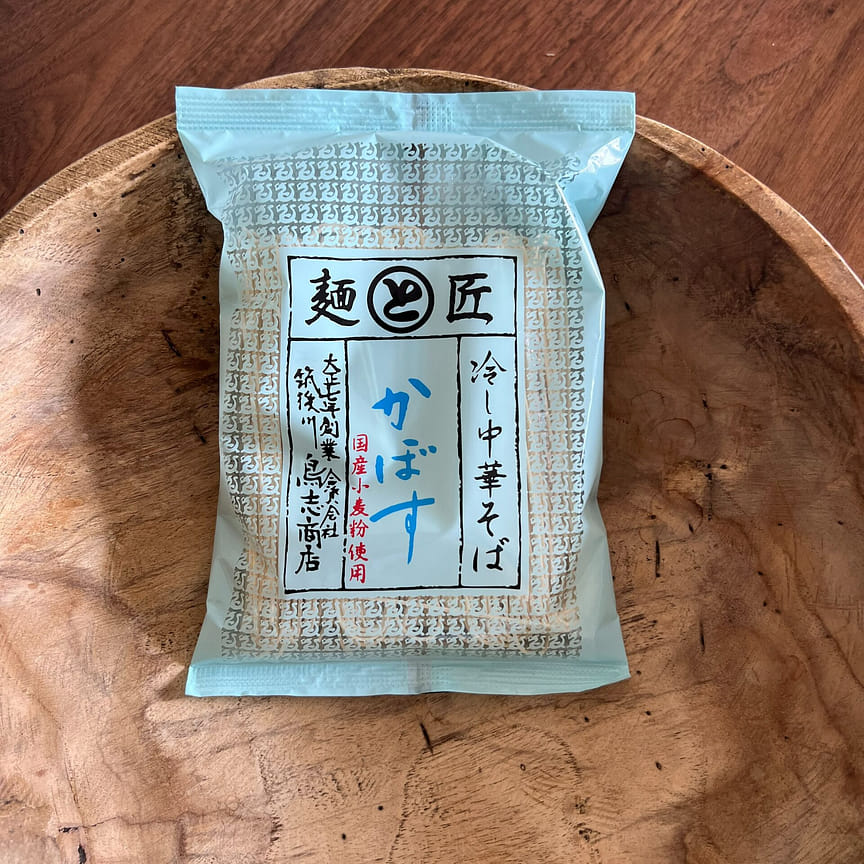 匠と麺
冷し中華そば
かぼす
国産小麦粉使用
大正七年創業 合資会社
筑後川 鳥志商店